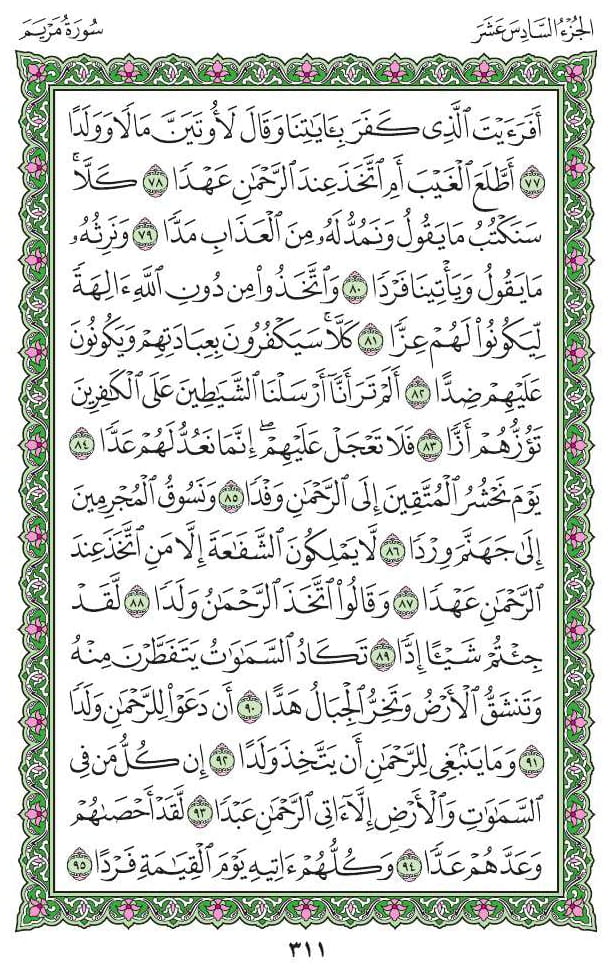 الجُزْءُ السَّادِسَ عَشَرَ
سُورَةُ مَرْيَمَ
أَفَرَءَيْتَ ٱلَّذِى كَفَرَ بِـَٔايَٰتِنَا وَقَالَ لَأُوتَيَنَّ مَالًا وَوَلَدًا
٧٧ أَطَّلَعَ ٱلْغَيْبَ أَمِ ٱتَّخَذَ عِندَ ٱلرَّحْمَٰنِ عَهْدًا ٧٨ كَلَّا ۚ
سَنَكْتُبُ مَا يَقُولُ وَنَمُدُّ لَهُۥ مِنَ ٱلْعَذَابِ مَدًّا ٧٩ وَنَرِثُهُۥ
مَا يَقُولُ وَيَأْتِينَا فَرْدًا ٨٠ وَٱتَّخَذُوا۟ مِن دُونِ ٱللَّهِ ءَالِهَةً
لِّيَكُونُوا۟ لَهُمْ عِزًّا ٨١ كَلَّا ۚ سَيَكْفُرُونَ بِعِبَادَتِهِمْ وَيَكُونُونَ
عَلَيْهِمْ ضِدًّا ٨٢ أَلَمْ تَرَ أَنَّآ أَرْسَلْنَا ٱلشَّيَٰطِينَ عَلَى ٱلْكَٰفِرِينَ
تَؤُزُّهُمْ أَزًّا ٨٣ فَلَا تَعْجَلْ عَلَيْهِمْ ۖ إِنَّمَا نَعُدُّ لَهُمْ عَدًّا ٨٤
يَوْمَ نَحْشُرُ ٱلْمُتَّقِينَ إِلَى ٱلرَّحْمَٰنِ وَفْدًا ٨٥ وَنَسُوقُ ٱلْمُجْرِمِينَ
إِلَىٰ جَهَنَّمَ وِرْدًا ٨٦ لَّا يَمْلِكُونَ ٱلشَّفَٰعَةَ إِلَّا مَنِ ٱتَّخَذَ عِندَ
ٱلرَّحْمَٰنِ عَهْدًا ٨٧ وَقَالُوا۟ ٱتَّخَذَ ٱلرَّحْمَٰنُ وَلَدًا ٨٨ لَّقَدْ
جِئْتُمْ شَيْـًٔا إِدًّا ٨٩ تَكَادُ ٱلسَّمَٰوَٰتُ يَتَفَطَّرْنَ مِنْهُ
وَتَنشَقُّ ٱلْأَرْضُ وَتَخِرُّ ٱلْجِبَالُ هَدًّا ٩٠ أَن دَعَوْا۟ لِلرَّحْمَٰنِ وَلَدًا
٩١ وَمَا يَنۢبَغِى لِلرَّحْمَٰنِ أَن يَتَّخِذَ وَلَدًا ٩٢ إِن كُلُّ مَن فِى
ٱلسَّمَٰوَٰتِ وَٱلْأَرْضِ إِلَّآ ءَاتِى ٱلرَّحْمَٰنِ عَبْدًا ٩٣ لَّقَدْ أَحْصَىٰهُمْ
وَعَدَّهُمْ عَدًّا ٩٤ وَكُلُّهُمْ ءَاتِيهِ يَوْمَ ٱلْقِيَٰمَةِ فَرْدًا ٩٥
٣١١